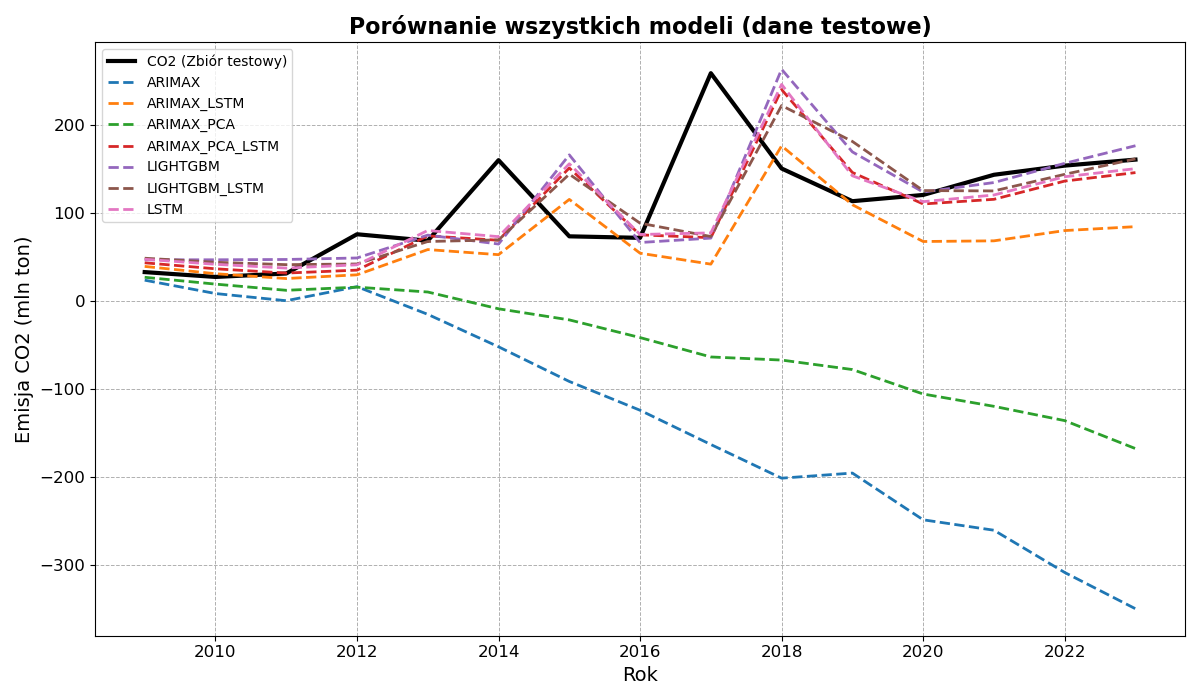 Porównanie wszystkich modeli (dane testowe)
CO2 (Zbiór testowy)
ARIMAX
ARIMAX_LSTM
ARIMAX_PCA
ARIMAX_PCA_LSTM
LIGHTGBM
LIGHTGBM_LSTM
LSTM
Emisja CO2 (mln ton)
200
100
0
−100
−200
−300
2010 2012 2014 2016 2018 2020 2022
Rok